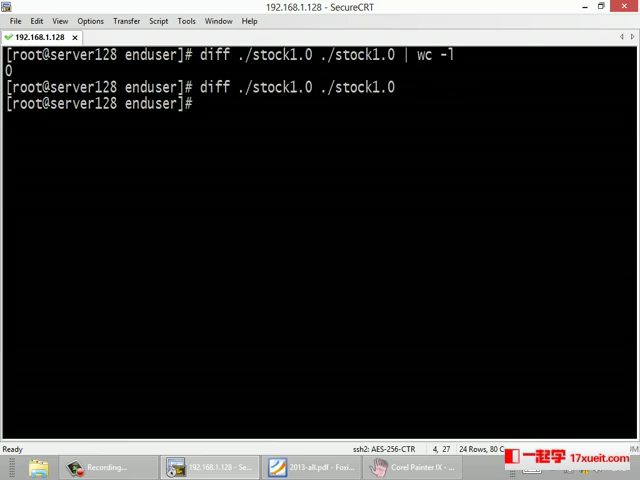 192.168.1.128 - SecureCRT
File Edit View Options Transfer Script Tools Window Help
192.168.1.128
[root@server128 enduser]# diff ./stock1.0 ./stock1.0 | wc -l
0
[root@server128 enduser]# diff ./stock1.0 ./stock1.0
[root@server128 enduser]#
Ready ssh2: AES-256-CTR 4, 27 24 Rows, 80 C
Recording... 192.168.1.128 - Se... 2013-all.pdf - Foxi... Corel Painter IX - ... 一起学 17xueit.com